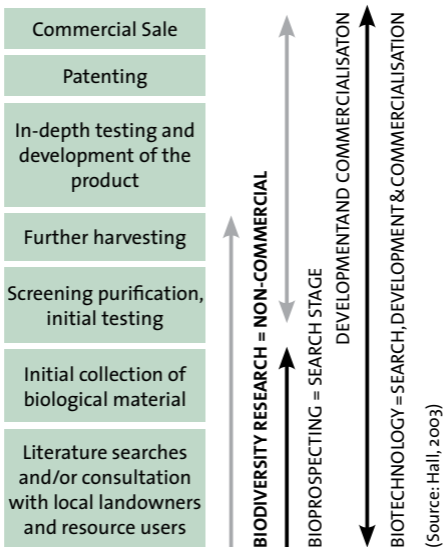 Commercial Sale
Patenting
In-depth testing and
development of the
product
Further harvesting
Screening purification,
initial testing
Initial collection of
biological material
Literature searches
and/or consultation
with local landowners
and resource users
BIODIVERSITY RESEARCH = NON-COMMERCIAL
BIOPROSPECTING = SEARCH STAGE
DEVELOPMENTAND COMMERCIALISATON
BIOTECHNOLOGY = SEARCH, DEVELOPMENT & COMMERCIALISATION
(Source: Hall, 2003)